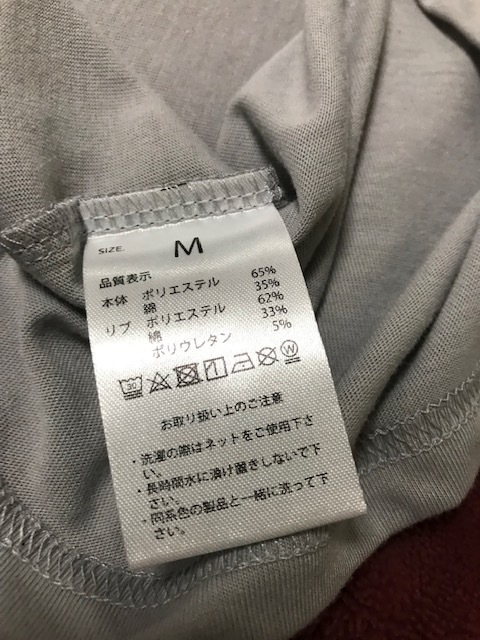 SIZE. M
品質表示
本体 ポリエステル 65%
綿 35%
リブ ポリエステル 62%
綿 33%
ポリウレタン 5%
30 W
お取り扱い上のご注意
・洗濯の際はネットをご使用下さ
い。
・長時間水に漬け置きしないで下
さい。
・同系色の製品と一緒に洗って下
さい。